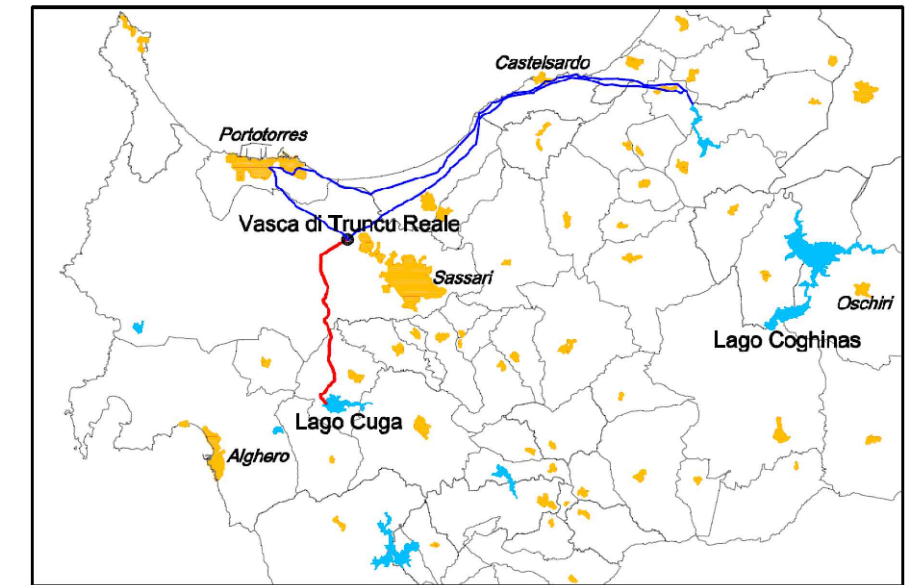 Castelsardo
Portotorres
Vasca di Truncu Reale
Sassari
Oschiri
Lago Coghinas
Lago Cuga
Alghero